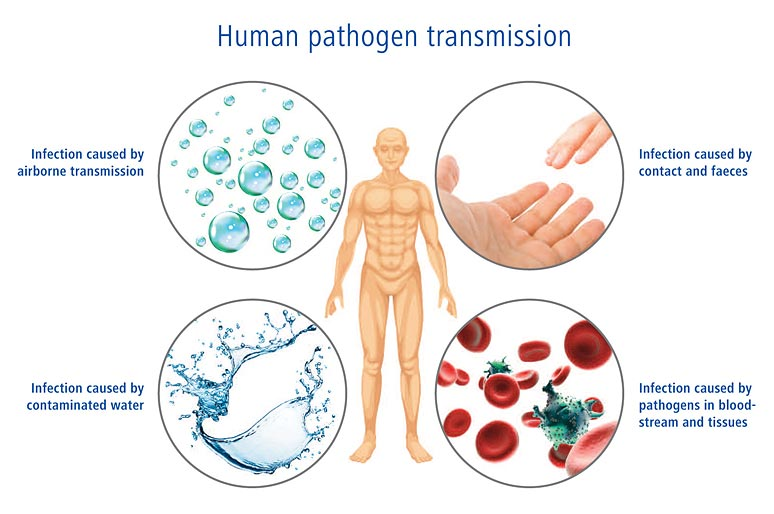 Human pathogen transmission
Infection caused by
airborne transmission
Infection caused by
contact and faeces
Infection caused by
contaminated water
Infection caused by
pathogens in blood-
stream and tissues